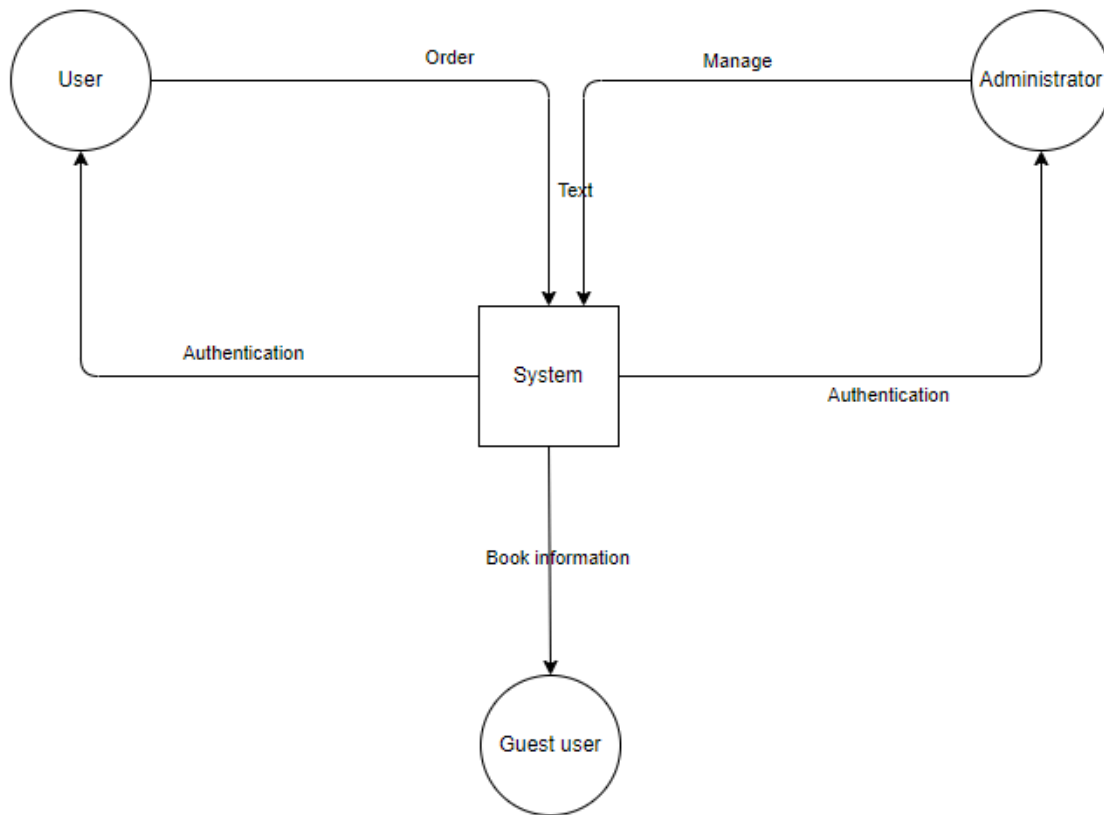 User
Order
Manage
Administrator
Text
Authentication
System
Authentication
Book information
Guest user